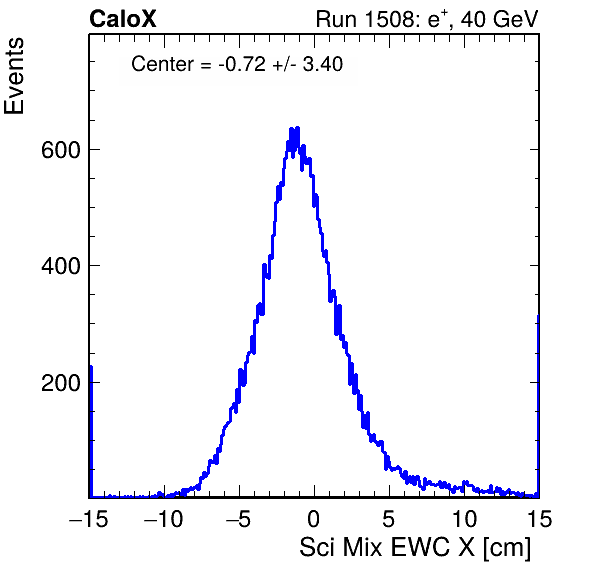 CaloX Run 1508: e⁺, 40 GeV
Center = -0.72 +/- 3.40
Events
600
400
200
−15 −10 −5 0 5 10 15
Sci Mix EWC X [cm]